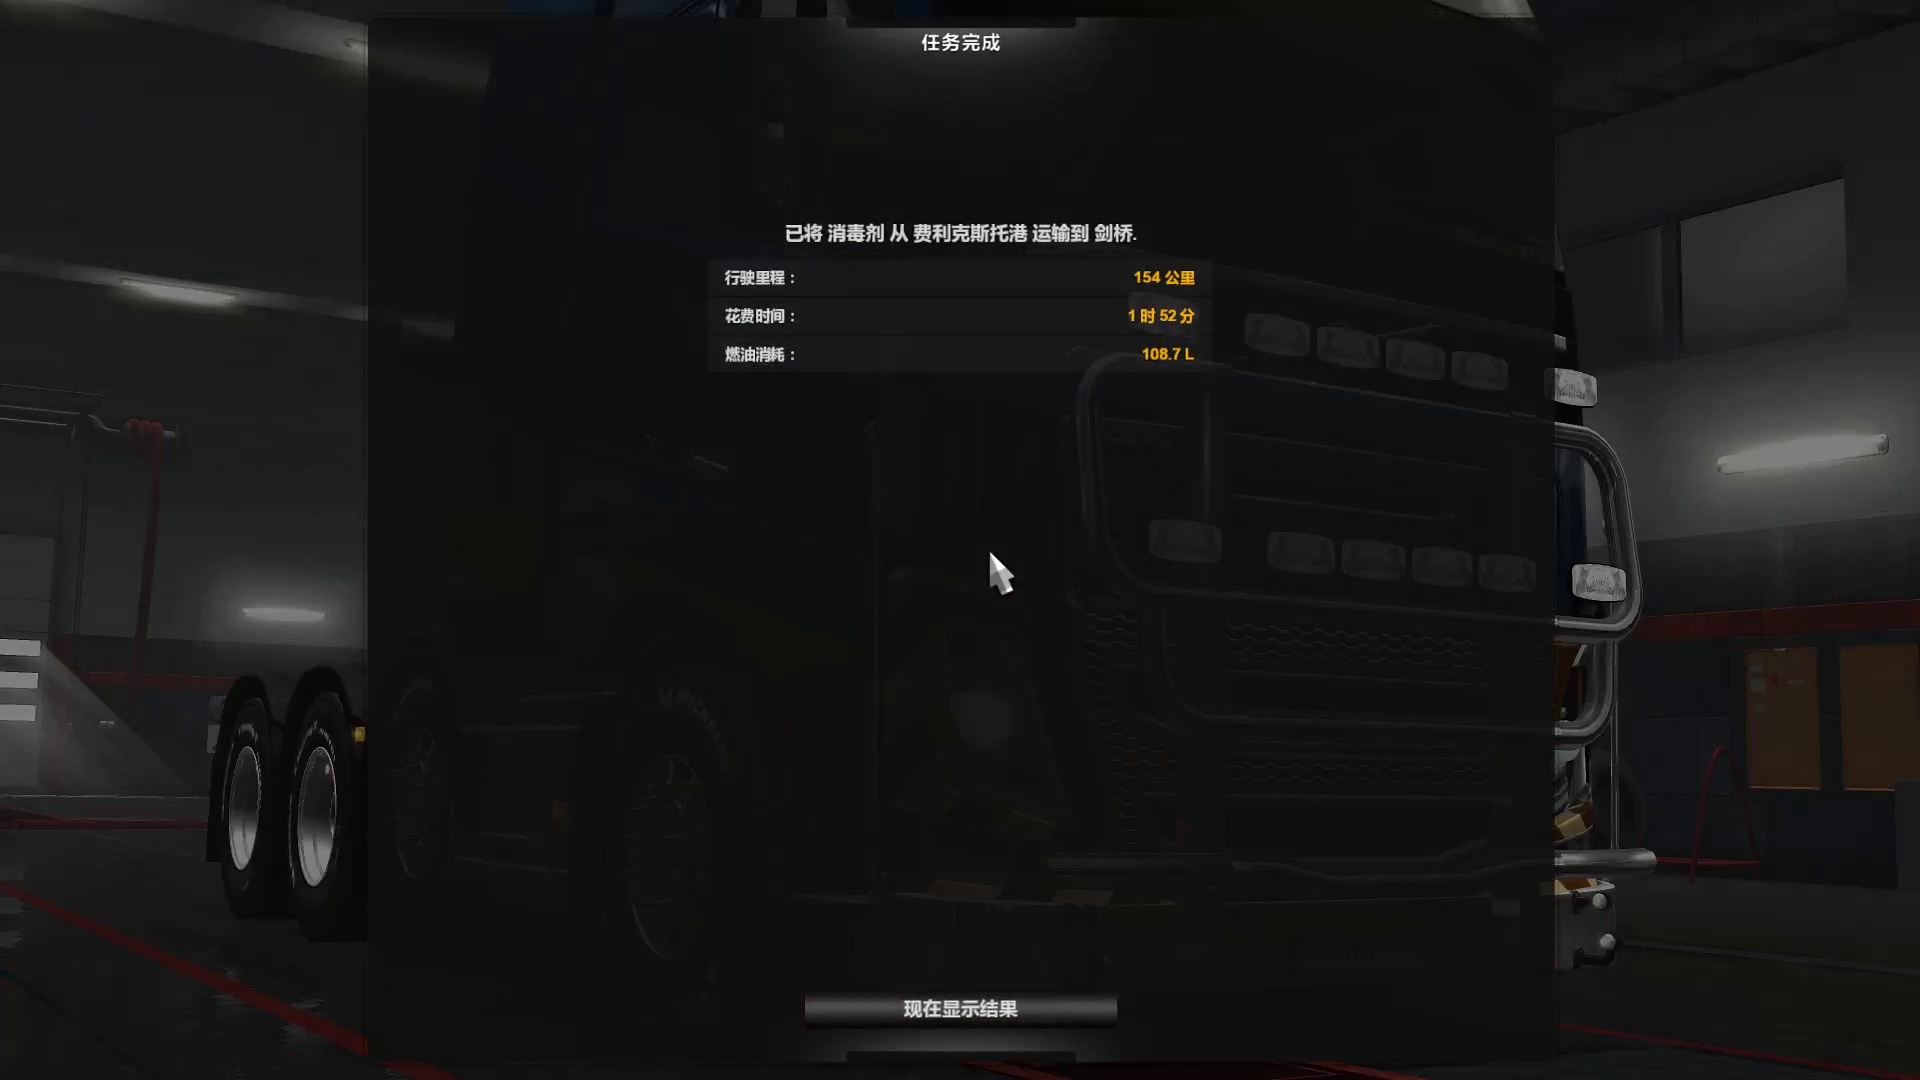 任务完成
已将 消毒剂 从 费利克斯托港 运输到 剑桥.
行驶里程： 154 公里
花费时间： 1 时 52 分
燃油消耗： 108.7 L
MICHELIN
现在显示结果